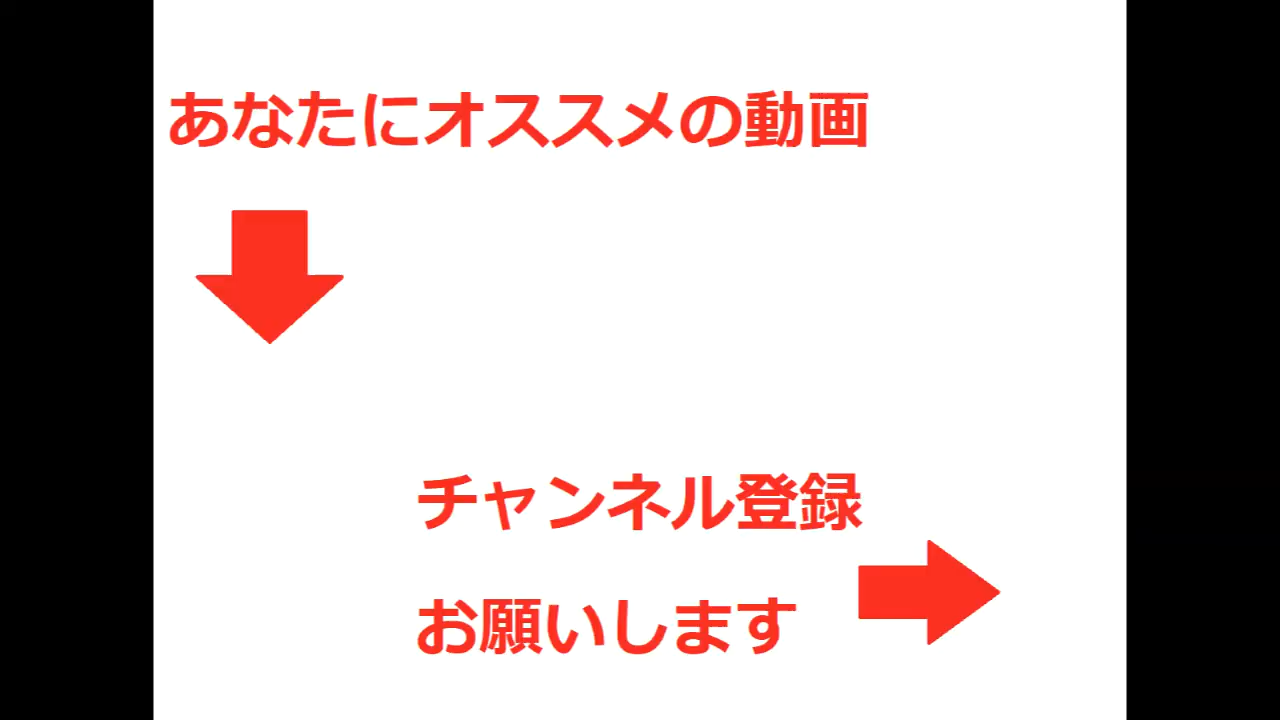 あなたにオススメの動画
チャンネル登録
お願いします